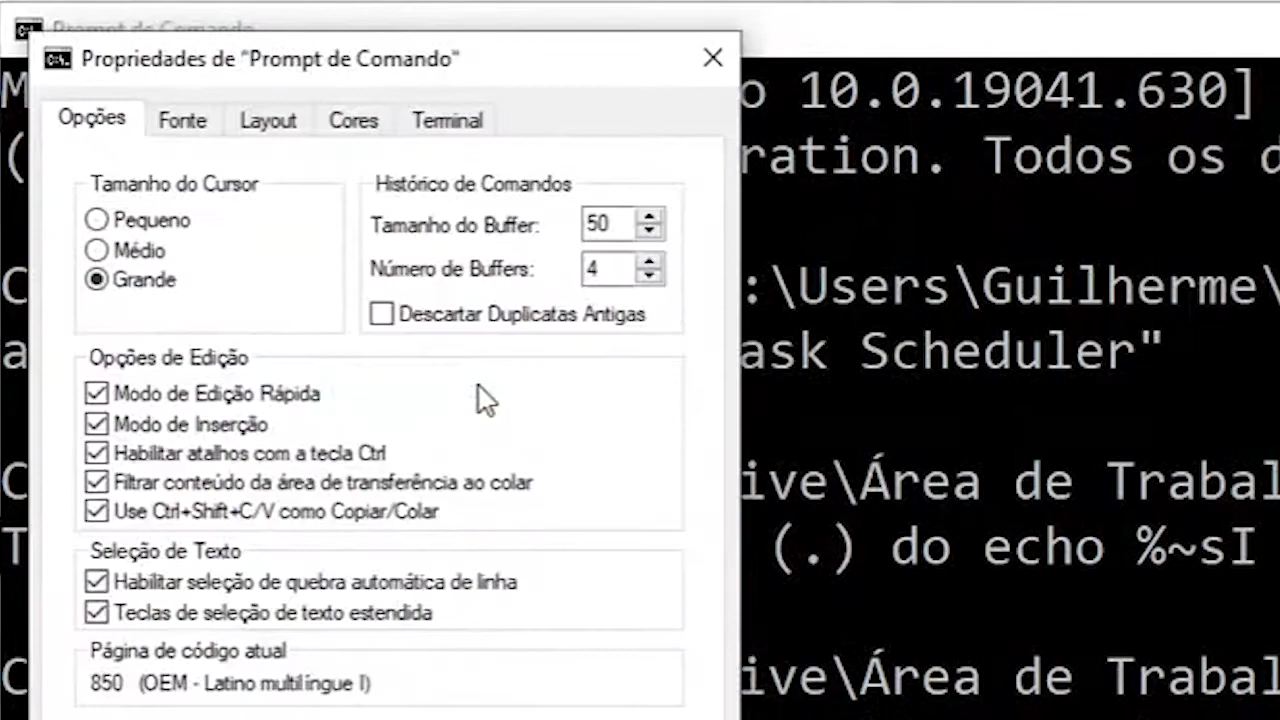 Prompt de Comando
Propriedades de "Prompt de Comando"
Opções Fonte Layout Cores Terminal
Tamanho do Cursor
Pequeno
Médio
Grande
Histórico de Comandos
Tamanho do Buffer: 50
Número de Buffers: 4
Descartar Duplicatas Antigas
Opções de Edição
Modo de Edição Rápida
Modo de Inserção
Habilitar atalhos com a tecla Ctrl
Filtrar conteúdo da área de transferência ao colar
Use Ctrl+Shift+C/V como Copiar/Colar
Seleção de Texto
Habilitar seleção de quebra automática de linha
Teclas de seleção de texto estendida
Página de código atual
850 (OEM - Latino multilíngue I)
M o 10.0.19041.630]
( ration. Todos os d
C :\Users\Guilherme\
a ask Scheduler"
C ive\Área de Trabal
T (.) do echo %~sI
C ive\Área de Trabal